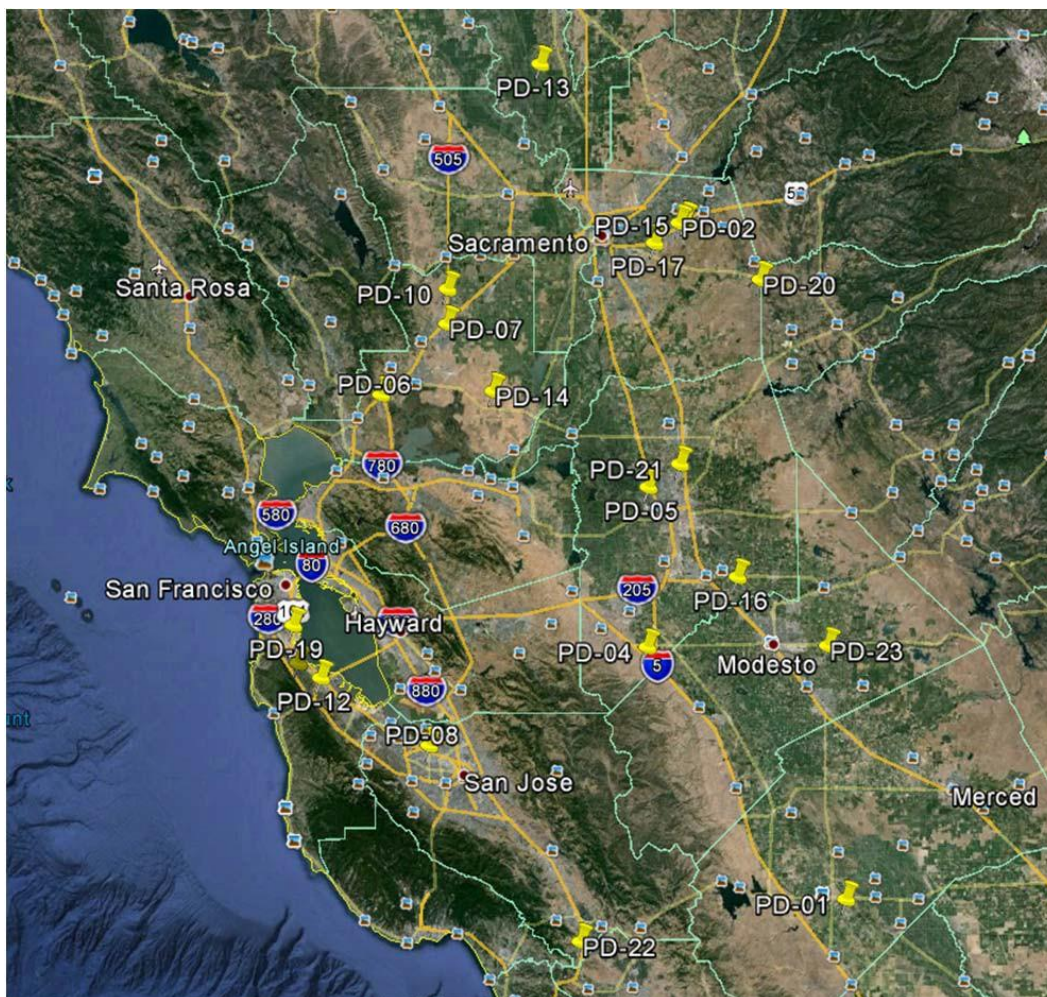 PD-13
505
50
PD-15
PD-02
Sacramento
PD-17
Santa Rosa
PD-10
PD-20
PD-07
PD-06
PD-14
780
PD-21
PD-05
580
680
Angel Island
80
San Francisco
205
PD-16
280
Hayward
PD-19
PD-04
5
Modesto
PD-23
PD-12
880
PD-08
San Jose
Merced
PD-01
PD-22